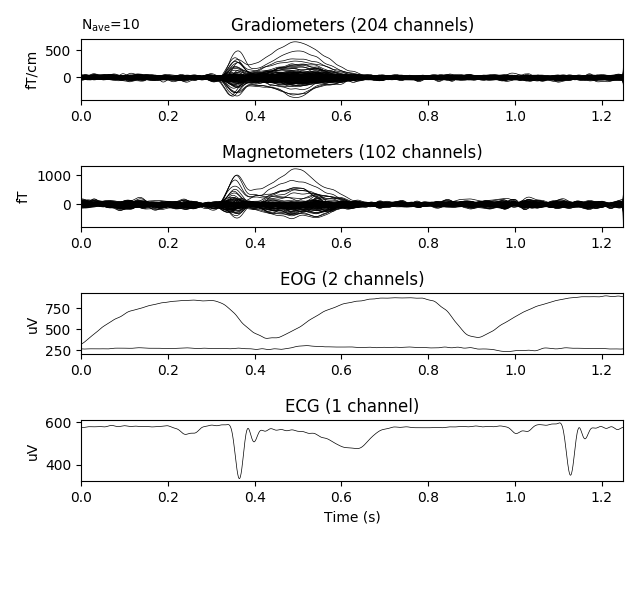 N_ave=10
Gradiometers (204 channels)
fT/cm
500
0
0.0 0.2 0.4 0.6 0.8 1.0 1.2
Magnetometers (102 channels)
fT
1000
0
0.0 0.2 0.4 0.6 0.8 1.0 1.2
EOG (2 channels)
uV
750
500
250
0.0 0.2 0.4 0.6 0.8 1.0 1.2
ECG (1 channel)
uV
600
400
0.0 0.2 0.4 0.6 0.8 1.0 1.2
Time (s)